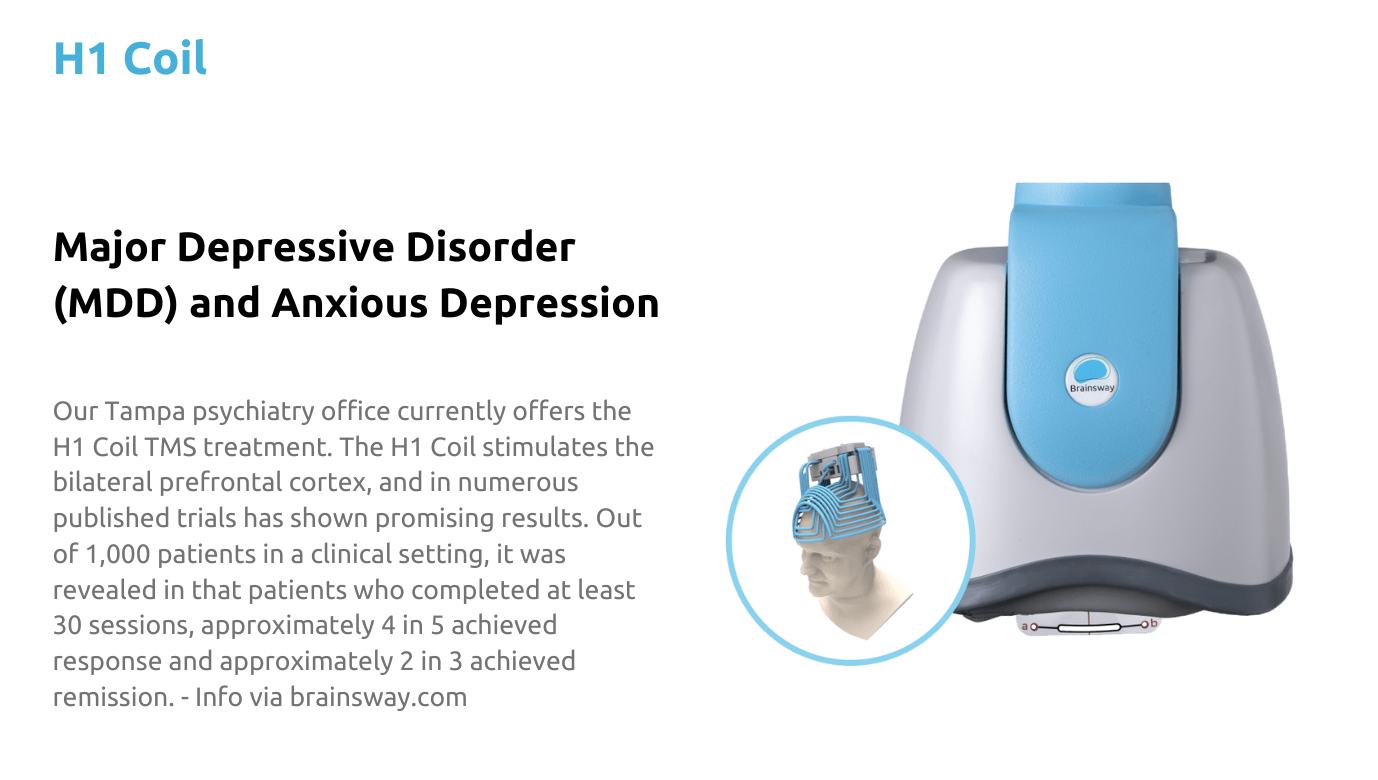 H1 Coil
Major Depressive Disorder
(MDD) and Anxious Depression
Our Tampa psychiatry office currently offers the
H1 Coil TMS treatment. The H1 Coil stimulates the
bilateral prefrontal cortex, and in numerous
published trials has shown promising results. Out
of 1,000 patients in a clinical setting, it was
revealed in that patients who completed at least
30 sessions, approximately 4 in 5 achieved
response and approximately 2 in 3 achieved
remission. - Info via brainsway.com
Brainsway
a b